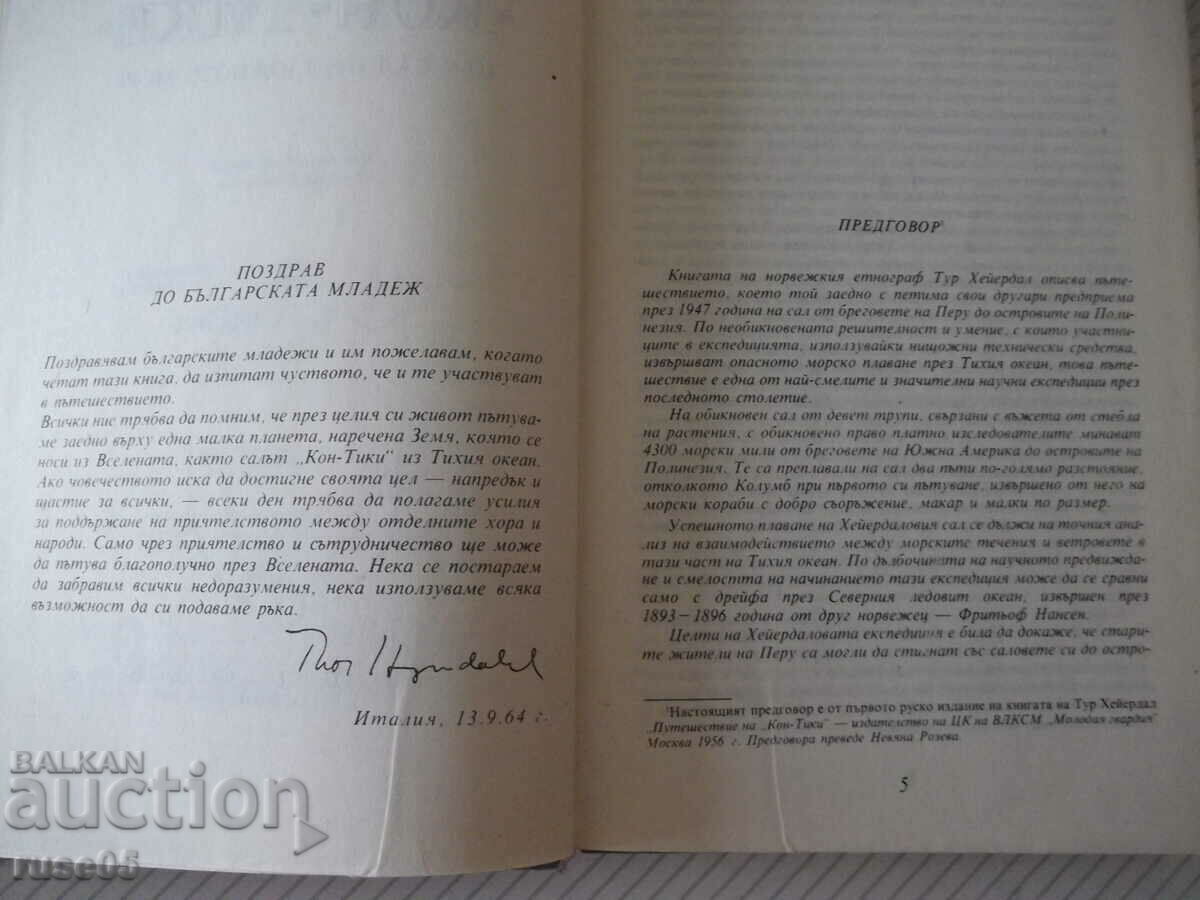 ПОЗДРАВ
ДО БЪЛГАРСКАТА МЛАДЕЖ
Поздравявам българските младежи и им пожелавам, когато
четат тази книга, да изпитат чуството, че и те участвуват
в пътешествието.
Всички ние трябва да помним, че през целия си живот пътува-
ме заедно върху една малка планета, наречена Земя, която се
носи из Вселената, както салът „Кон-Тики" из Тихия океан.
Ако човечеството иска да достигне своята цел — напредък и
щастие за всички, — всеки ден трябва да полагаме усилия
за поддържане на приятелството между отделните хора и
народи. Само чрез приятелство и сътрудничество ще може
да пътува благополучно през Вселената. Нека се постараем
да забравим всички недоразумения, нека използуваме всяка
възможност да си подаваме ръка.
Thor Heyerdahl
Италия, 13.9.64 г.
ПРЕДГОВОР¹
Книгата на норвежкия етнограф Тур Хейердал описва пъте-
шествието, което той заедно с петима свои другари предприема
през 1947 година на сал от бреговете на Перу до островите на Поли-
незия. По необикновената решителност и умение, с които участни-
ците в експедицията, използувайки нищожни технически средства,
извършват опасното морско плаване през Тихия океан, това пъте-
шествие е една от най-смелите и значителни научни експедиции през
последното столетие.
На обикновен сал от девет трупи, свързани с въжета от стебла
на растения, с обикновено право платно изследователите минават
4300 морски мили от бреговете на Южна Америка до островите на
Полинезия. Те са преплавали на сал два пъти по-голямо разстояние,
отколкото Колумб при първото си пътуване, извършено от него на
морски кораби с добро съоръжение, макар и малки по размер.
Успешното плаване на Хейердаловия сал се дължи на точния ана-
лиз на взаимодействието между морските течения и ветровете в
тази част на Тихия океан. По дълбочината на научното предвижда-
не и смелостта на начинанието тази експедиция може да се сравни
само с дрейфа през Северния ледовит океан, извършен през
1893—1896 година от друг норвежец — Фритьоф Нансен.
Целта на Хейердаловата експедиция е била да докаже, че стари-
те жители на Перу са могли да стигнат със саловете си до остро-
¹Настоящият предговор е от първото руско издание на книгата на Тур Хейердал
„Путешествие на „Кон-Тики" — издателство на ЦК на ВЛКСМ „Молодая гвардия"
Москва 1956 г. Предговора преведе Невяна Розева.
5
BALKAN
auction
ruse05